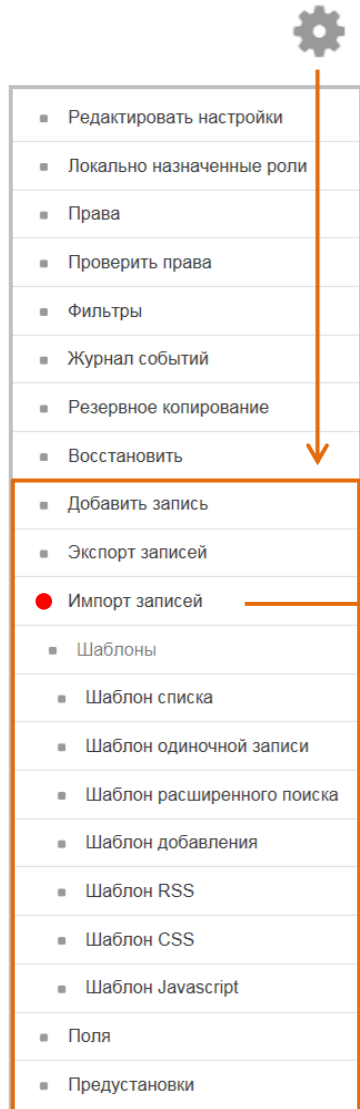 Редактировать настройки
Локально назначенные роли
Права
Проверить права
Фильтры
Журнал событий
Резервное копирование
Восстановить
Добавить запись
Экспорт записей
Импорт записей
Шаблоны
Шаблон списка
Шаблон одиночной записи
Шаблон расширенного поиска
Шаблон добавления
Шаблон RSS
Шаблон CSS
Шаблон Javascript
Поля
Предустановки